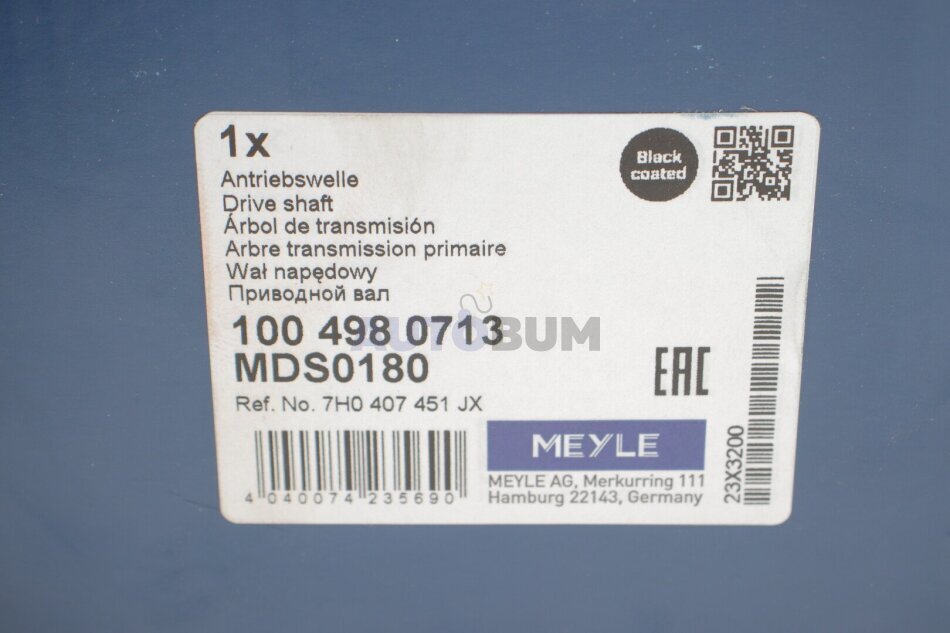 1x
Black
coated
Antriebswelle
Drive shaft
Árbol de transmisión
Arbre transmission primaire
Wał napędowy
Приводной вал
100 498 0713
AUTOBUM
MDS0180
EAC
Ref. No. 7H0 407 451 JX
MEYLE
4 040074 235690
MEYLE AG, Merkurring 111
Hamburg 22143, Germany
23X3200